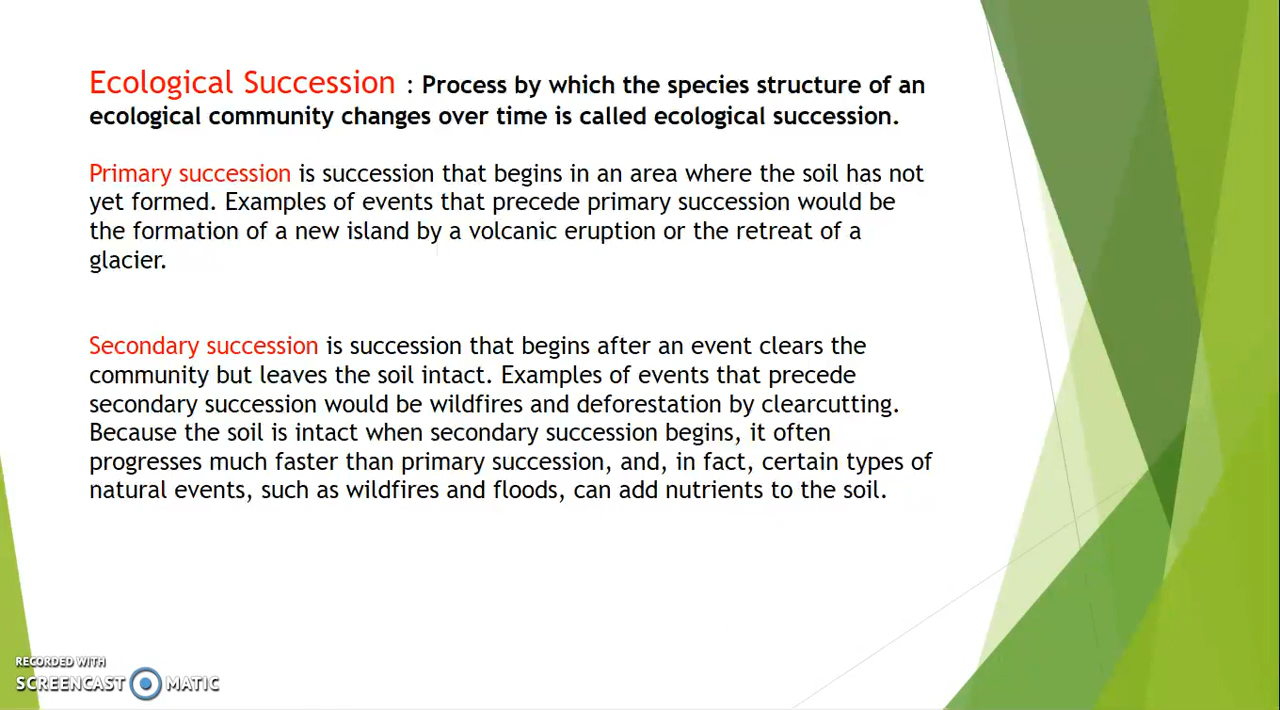 Ecological Succession : Process by which the species structure of an
ecological community changes over time is called ecological succession.
Primary succession is succession that begins in an area where the soil has not
yet formed. Examples of events that precede primary succession would be
the formation of a new island by a volcanic eruption or the retreat of a
glacier.
Secondary succession is succession that begins after an event clears the
community but leaves the soil intact. Examples of events that precede
secondary succession would be wildfires and deforestation by clearcutting.
Because the soil is intact when secondary succession begins, it often
progresses much faster than primary succession, and, in fact, certain types of
natural events, such as wildfires and floods, can add nutrients to the soil.
RECORDED WITH
SCREENCAST MATIC